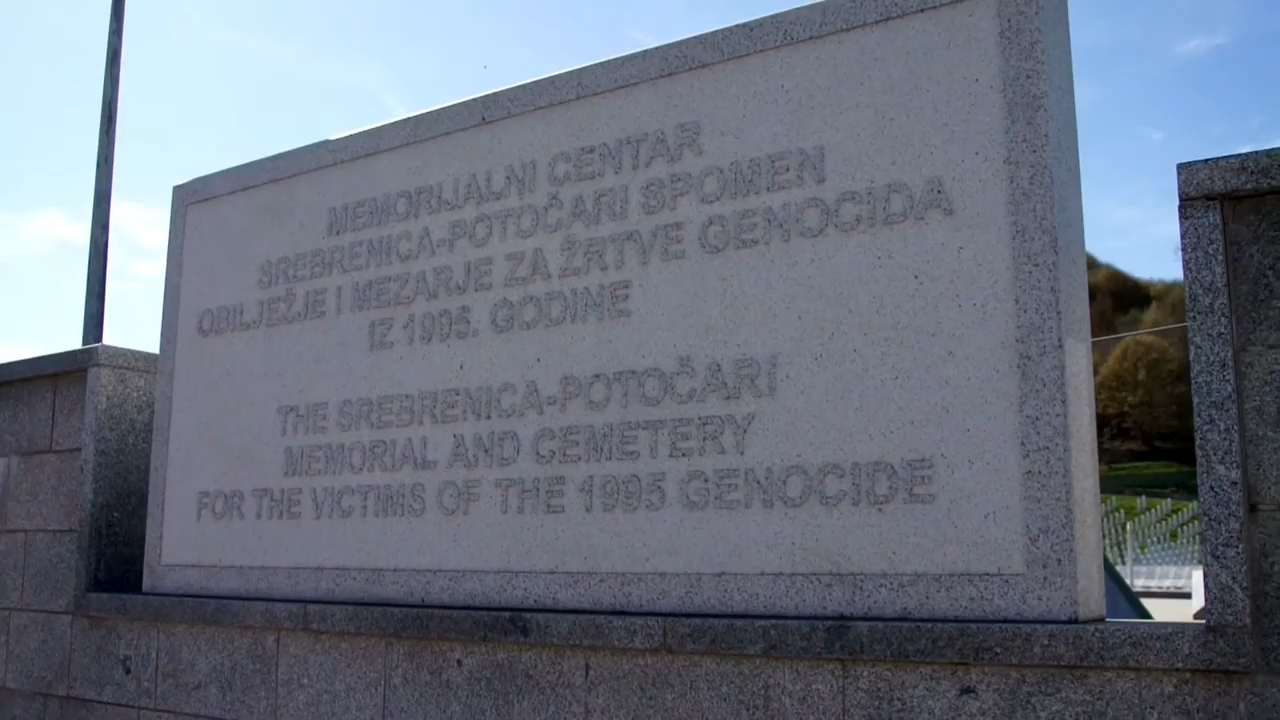 MEMORIJALNI CENTAR
SREBRENICA-POTOČARI SPOMEN
OBILJEŽJE I MEZARJE ZA ŽRTVE GENOCIDA
IZ 1995. GODINE
THE SREBRENICA-POTOČARI
MEMORIAL AND CEMETERY
FOR THE VICTIMS OF THE 1995 GENOCIDE